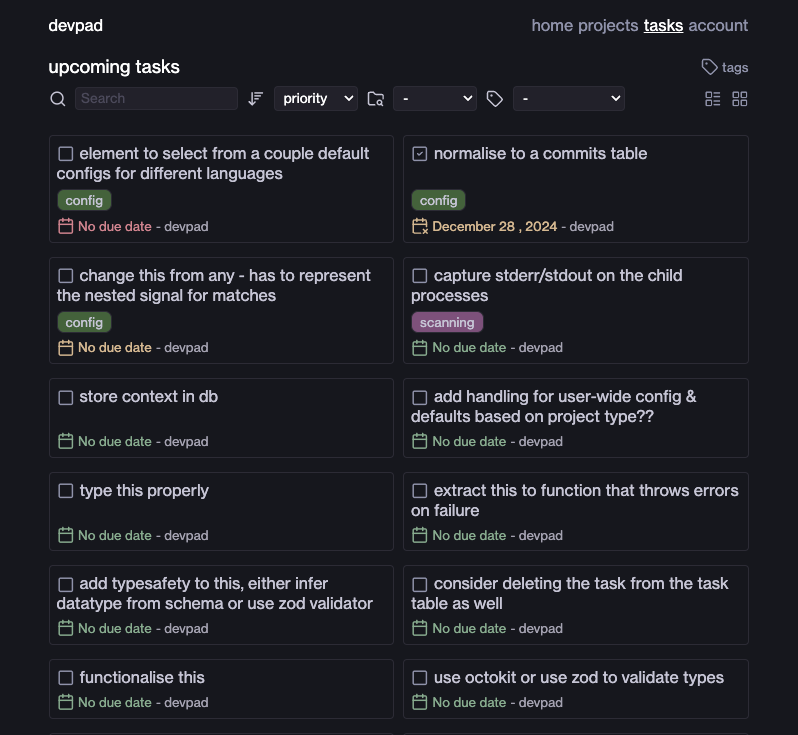 devpad
home projects tasks account
upcoming tasks
tags
Search
priority
-
-
element to select from a couple default
configs for different languages
config
No due date - devpad
normalise to a commits table
config
December 28 , 2024 - devpad
change this from any - has to represent
the nested signal for matches
config
No due date - devpad
capture stderr/stdout on the child
processes
scanning
No due date - devpad
store context in db
No due date - devpad
add handling for user-wide config &
defaults based on project type??
No due date - devpad
type this properly
No due date - devpad
extract this to function that throws errors
on failure
No due date - devpad
add typesafety to this, either infer
datatype from schema or use zod validator
No due date - devpad
consider deleting the task from the task
table as well
No due date - devpad
functionalise this
No due date - devpad
use octokit or use zod to validate types
No due date - devpad